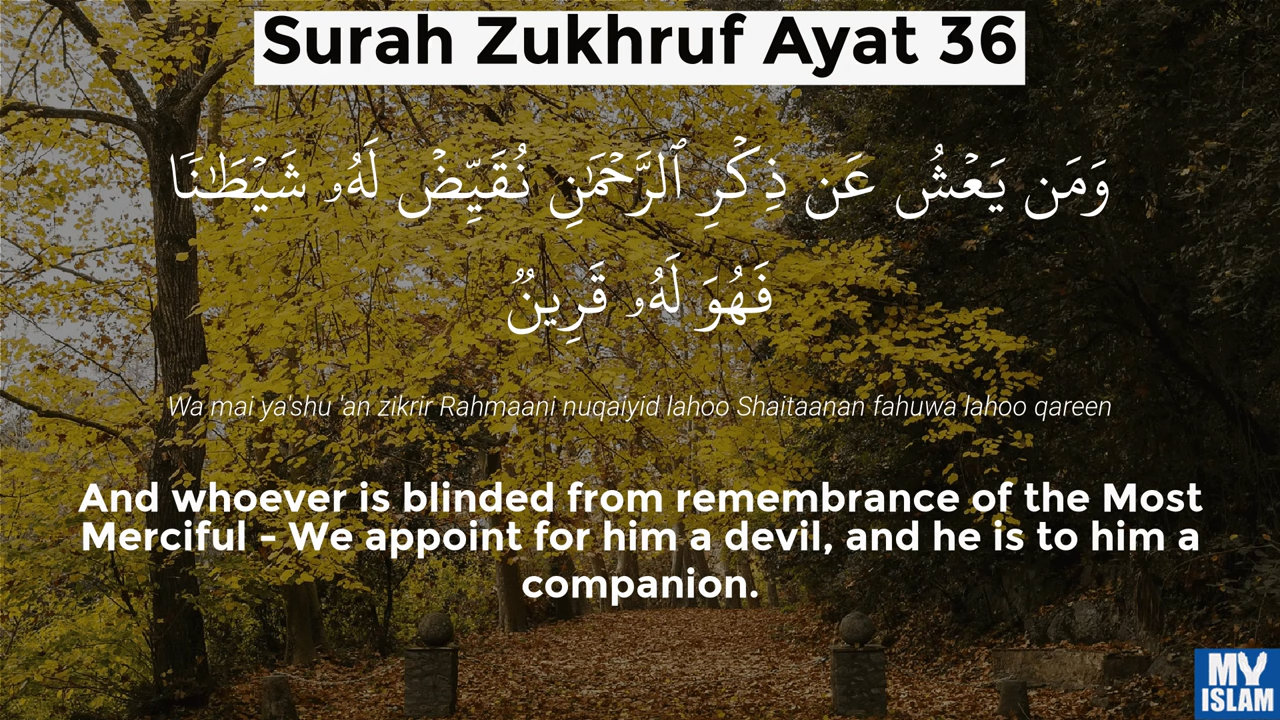 Surah Zukhruf Ayat 36
وَمَن يَعْشُ عَن ذِكْرِ ٱلرَّحْمَـٰنِ نُقَيِّضْ لَهُۥ شَيْطَـٰنًا
فَهُوَ لَهُۥ قَرِينٌ
Wa mai ya'shu 'an zikrir Rahmaani nuqaiyid lahoo Shaitaanan fahuwa lahoo qareen
And whoever is blinded from remembrance of the Most
Merciful - We appoint for him a devil, and he is to him a
companion.
MY
ISLAM